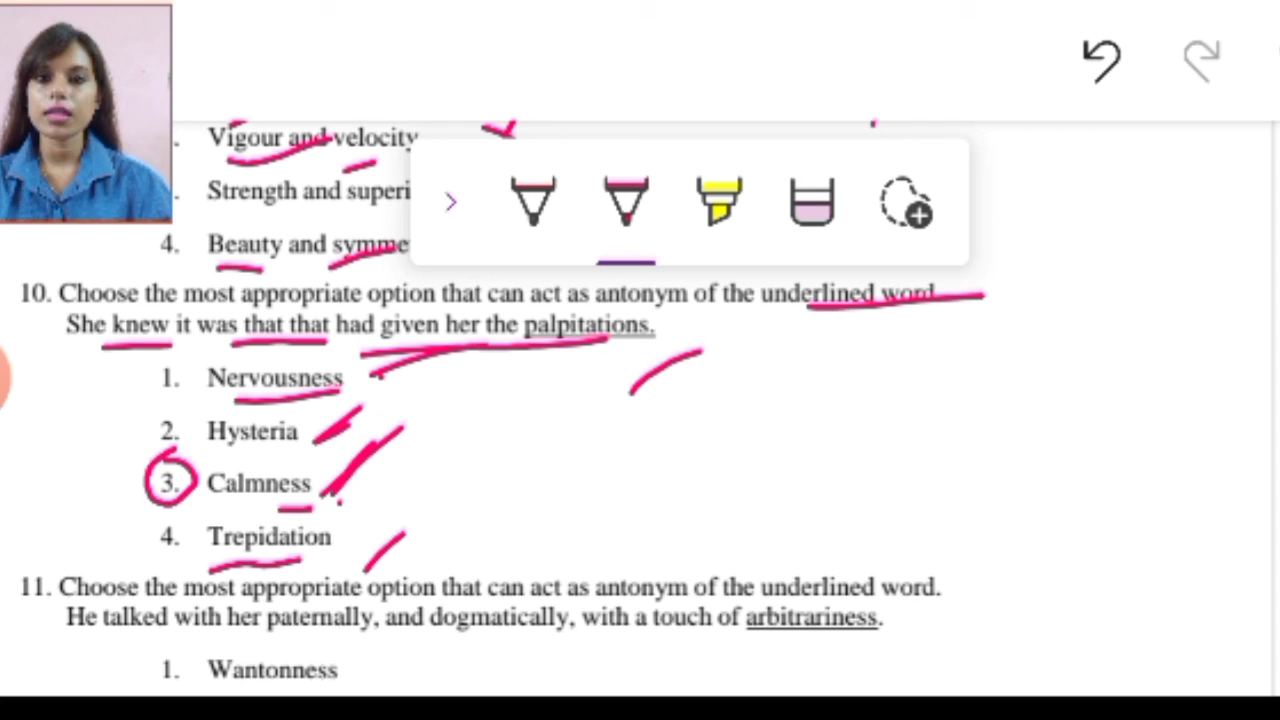 . Vigour and velocity
. Strength and superi
4. Beauty and symme
10. Choose the most appropriate option that can act as antonym of the underlined word.
She knew it was that that had given her the palpitations.
1. Nervousness
2. Hysteria
3. Calmness
4. Trepidation
11. Choose the most appropriate option that can act as antonym of the underlined word.
He talked with her paternally, and dogmatically, with a touch of arbitrariness.
1. Wantonness